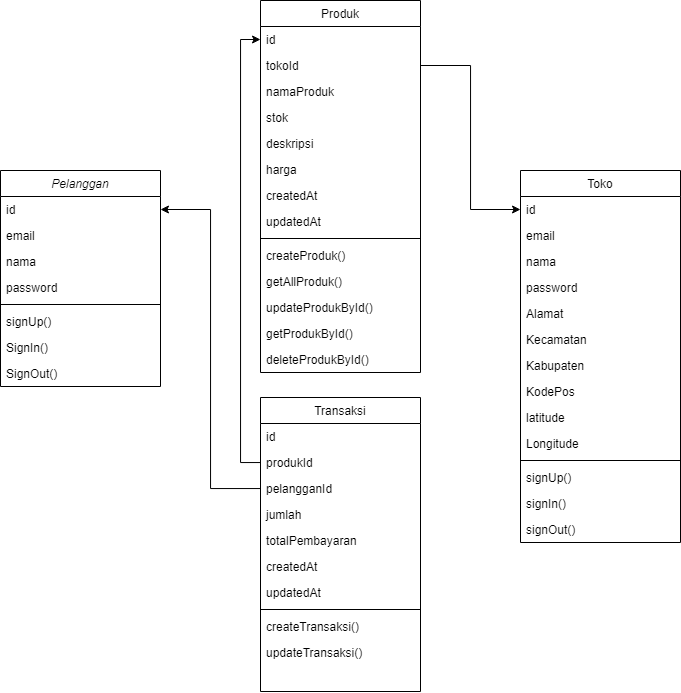 Produk
id
tokoId
namaProduk
stok
deskripsi
harga
createdAt
updatedAt
createProduk()
getAllProduk()
updateProdukById()
getProdukById()
deleteProdukById()
Pelanggan
id
email
nama
password
signUp()
SignIn()
SignOut()
Toko
id
email
nama
password
Alamat
Kecamatan
Kabupaten
KodePos
latitude
Longitude
signUp()
signIn()
signOut()
Transaksi
id
produkId
pelangganId
jumlah
totalPembayaran
createdAt
updatedAt
createTransaksi()
updateTransaksi()